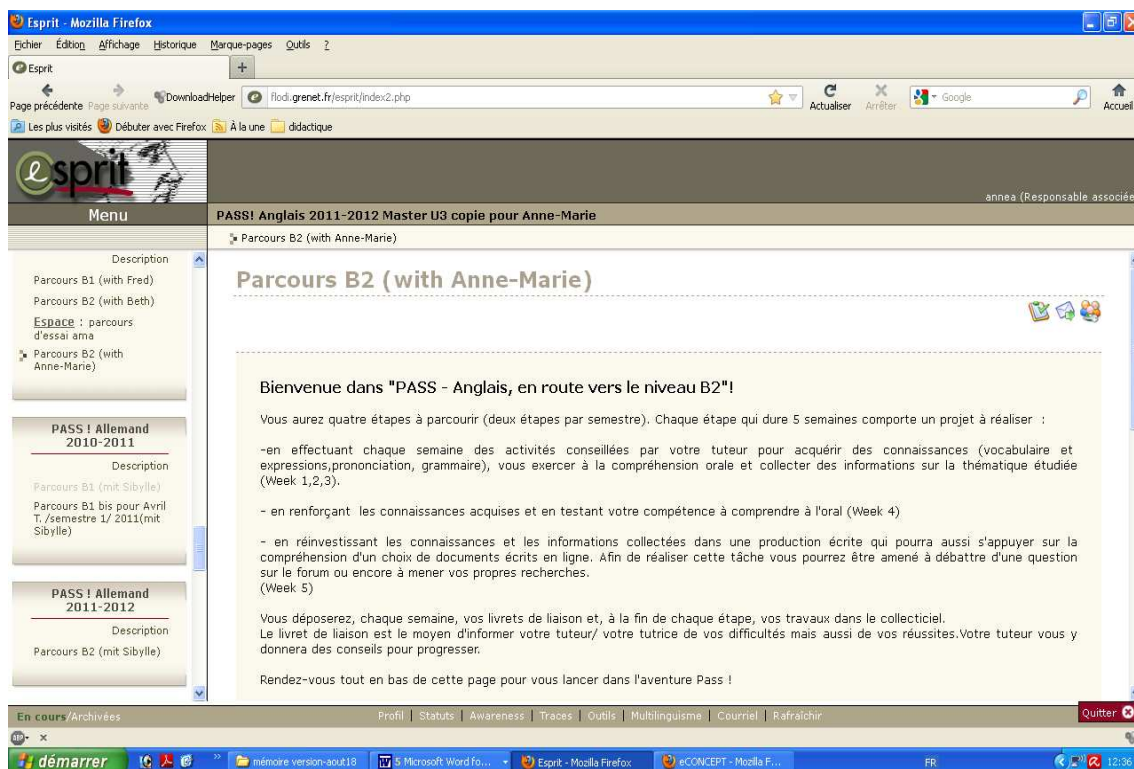 Esprit - Mozilla Firefox
Fichier Édition Affichage Historique Marque-pages Outils ?
Esprit
Page précédente Page suivante DownloadHelper flodi.grenet.fr/esprit/index2.php Actualiser Arrêter Google Accueil
Les plus visités Débuter avec Firefox À la une didactique
esprit
annea (Responsable associée
Menu
PASS! Anglais 2011-2012 Master U3 copie pour Anne-Marie
Parcours B2 (with Anne-Marie)
Description
Parcours B1 (with Fred)
Parcours B2 (with Beth)
Espace : parcours
d'essai ama
Parcours B2 (with
Anne-Marie)
PASS ! Allemand
2010-2011
Description
Parcours B1 (mit Sibylle)
Parcours B1 bis pour Avril
T. /semestre 1/ 2011(mit
Sibylle)
PASS ! Allemand
2011-2012
Description
Parcours B2 (mit Sibylle)
Parcours B2 (with Anne-Marie)
Bienvenue dans "PASS - Anglais, en route vers le niveau B2"!
Vous aurez quatre étapes à parcourir (deux étapes par semestre). Chaque étape qui dure 5 semaines comporte un projet à réaliser :
-en effectuant chaque semaine des activités conseillées par votre tuteur pour acquérir des connaissances (vocabulaire et
expressions,prononciation, grammaire), vous exercer à la compréhension orale et collecter des informations sur la thématique étudiée
(Week 1,2,3).
- en renforçant les connaissances acquises et en testant votre compétence à comprendre à l'oral (Week 4)
- en réinvestissant les connaissances et les informations collectées dans une production écrite qui pourra aussi s'appuyer sur la
compréhension d'un choix de documents écrits en ligne. Afin de réaliser cette tâche vous pourrez être amené à débattre d'une question
sur le forum ou encore à mener vos propres recherches.
(Week 5)
Vous déposerez, chaque semaine, vos livrets de liaison et, à la fin de chaque étape, vos travaux dans le collecticiel.
Le livret de liaison est le moyen d'informer votre tuteur/ votre tutrice de vos difficultés mais aussi de vos réussites.Votre tuteur vous y
donnera des conseils pour progresser.
Rendez-vous tout en bas de cette page pour vous lancer dans l'aventure Pass !
En cours/Archivées
Profil | Statuts | Awareness | Traces | Outils | Multilinguisme | Courriel | Rafraîchir
Quitter
ABP
démarrer mémoire version-aout18 5 Microsoft Word fo... Esprit - Mozilla Firefox eCONCEPT - Mozilla F... FR 12:36